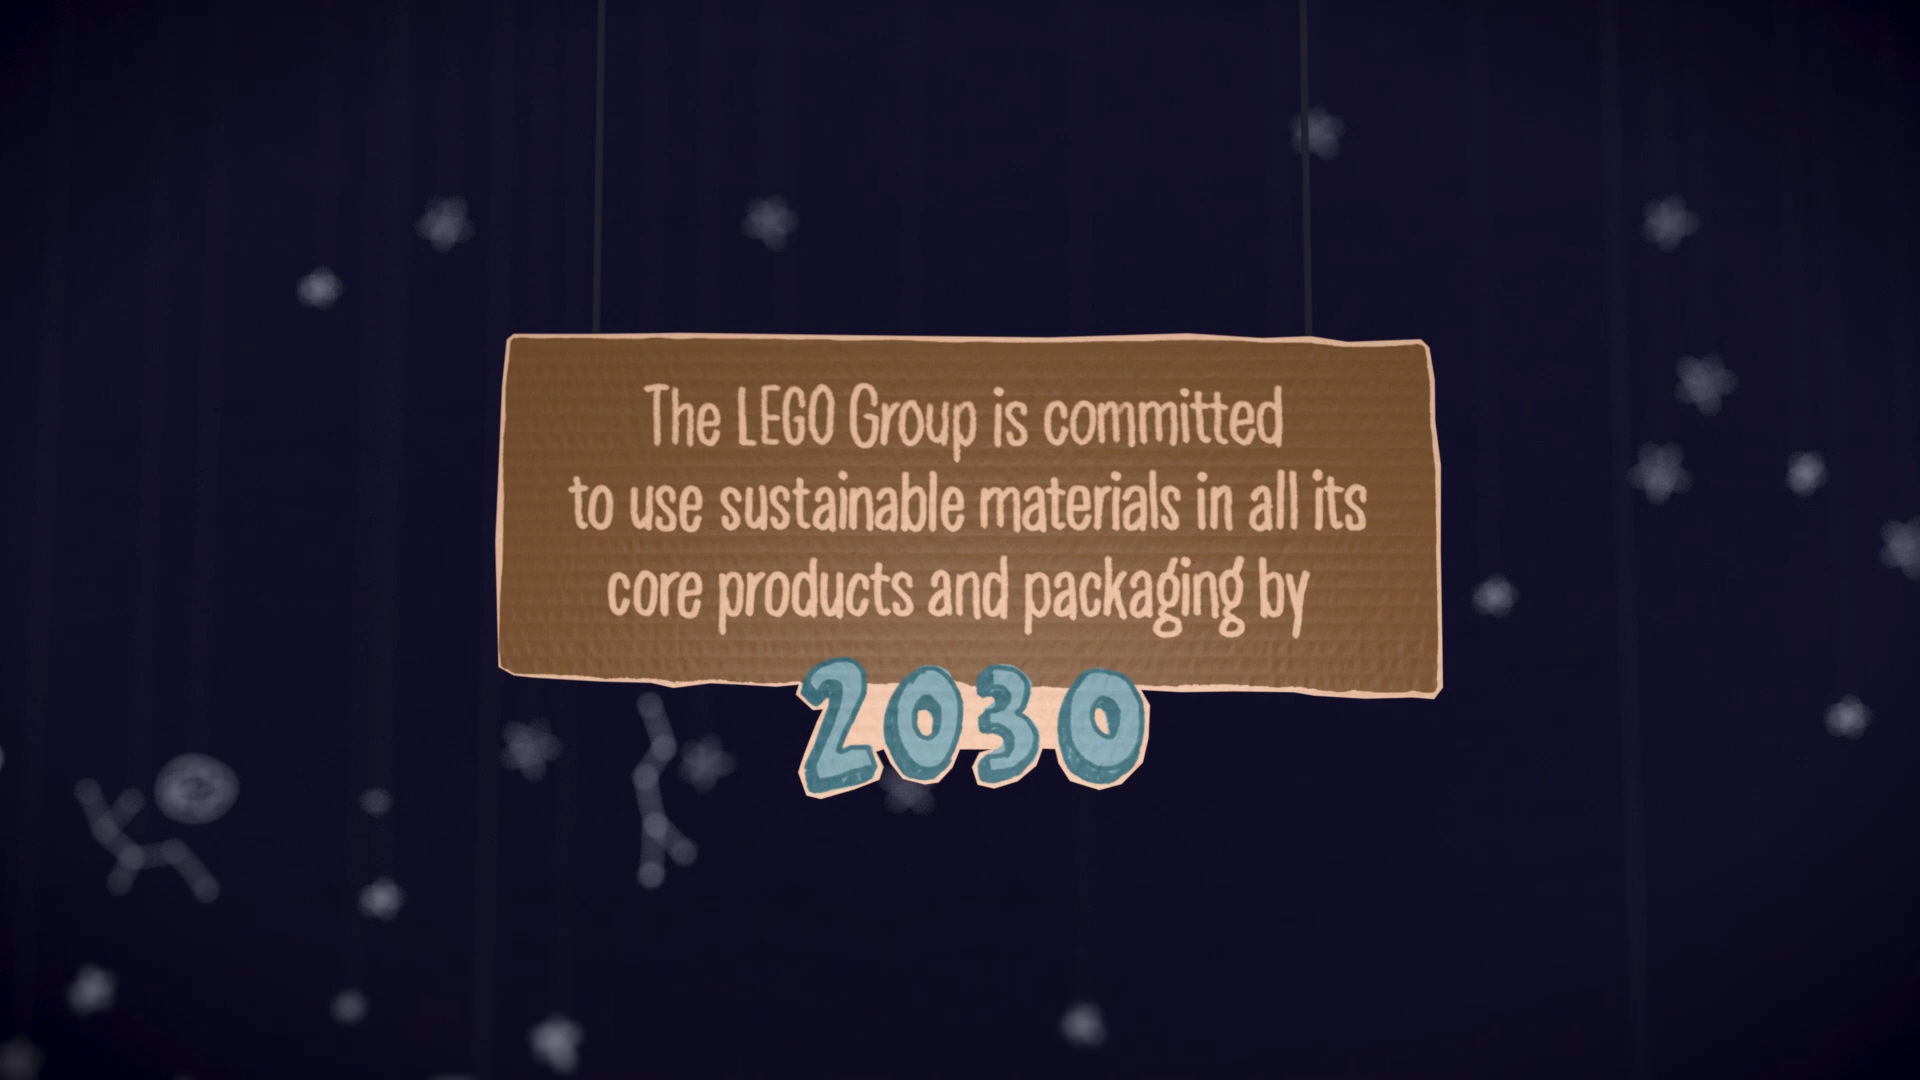 The LEGO Group is committed
to use sustainable materials in all its
core products and packaging by
2030